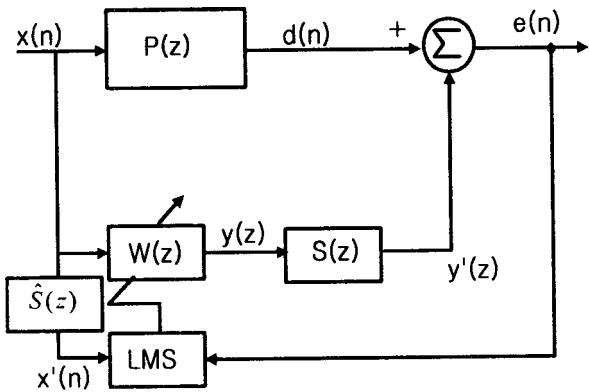 x(n)
P(z)
d(n)
+
Σ
e(n)
W(z)
y(z)
S(z)
y'(z)
Ŝ(z)
LMS
x'(n)